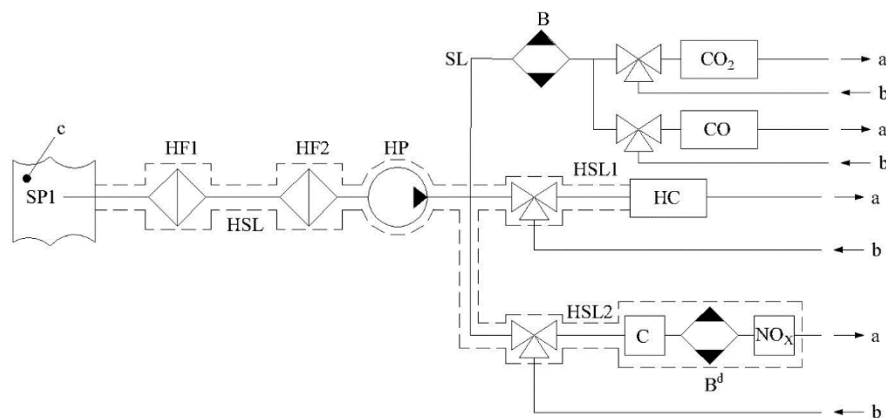 B
SL
CO₂
a
b
c
HF1
HF2
HP
CO
a
b
HSL1
SP1
HSL
HC
a
b
HSL2
C
NOₓ
a
Bᵈ
b